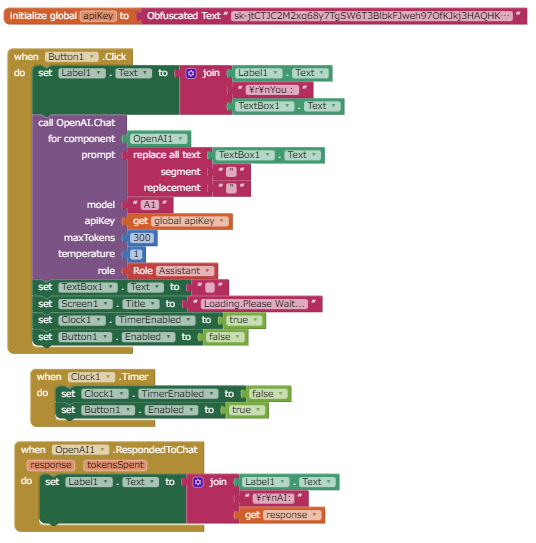 initialize global apiKey to Obfuscated Text " sk-jtCTJC2M2xq68y7TgSW6T3BlbkFJweh97OfKJkj3HAQHK... "
when Button1 .Click
do set Label1 . Text to join Label1 . Text
" ¥r¥nYou : "
TextBox1 . Text
call OpenAI.Chat
for component OpenAI1
prompt replace all text TextBox1 . Text
segment " " "
replacement " " "
model " A1 "
apiKey get global apiKey
maxTokens 300
temperature 1
role Role Assistant
set TextBox1 . Text to " "
set Screen1 . Title to " Loading.Please Wait... "
set Clock1 . TimerEnabled to true
set Button1 . Enabled to false
when Clock1 .Timer
do set Clock1 . TimerEnabled to false
set Button1 . Enabled to true
when OpenAI1 .RespondedToChat
response tokensSpent
do set Label1 . Text to join Label1 . Text
" ¥r¥nAI: "
get response